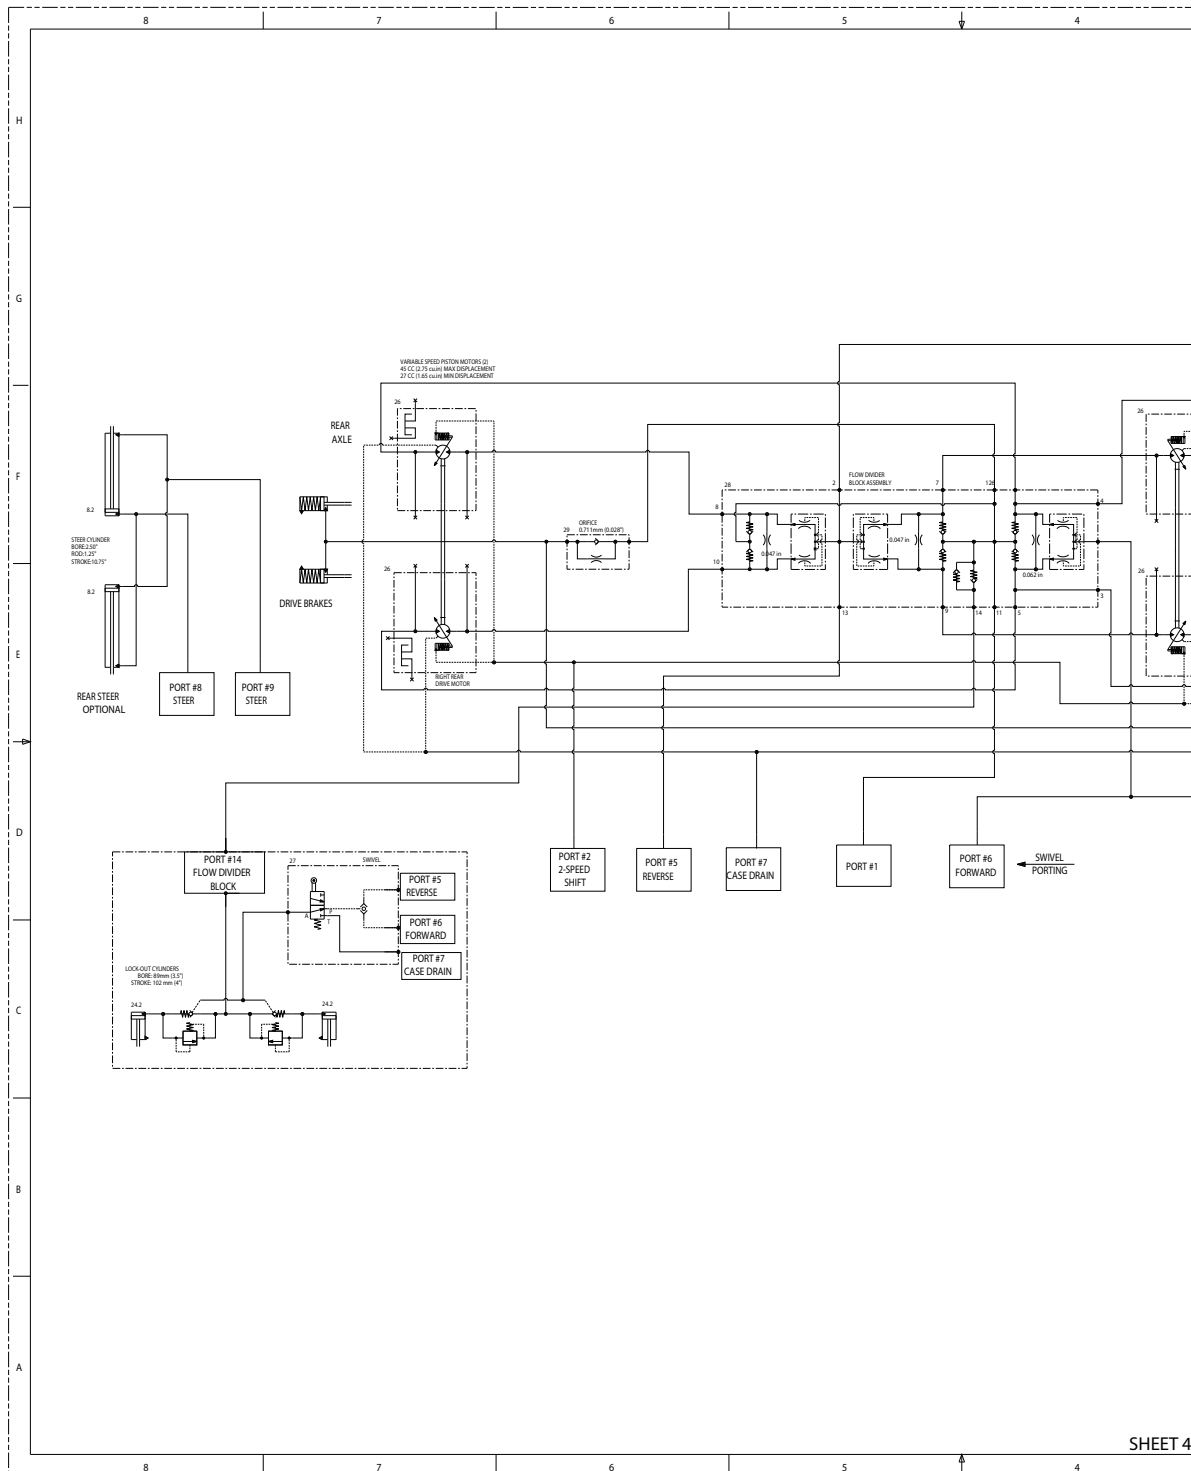 8 7 6 5 4
H
G
F
E
D
C
B
A
VARIABLE SPEED PISTON MOTORS (2)
45 CC (2.75 cu.in) MAX DISPLACEMENT
27 CC (1.65 cu.in) MIN DISPLACEMENT
26
REAR
AXLE
8.2
STEER CYLINDER
BORE:2.50"
ROD:1.25"
STROKE:10.75"
8.2
REAR STEER
OPTIONAL
PORT #8
STEER
PORT #9
STEER
DRIVE BRAKES
26
RIGHT REAR
DRIVE MOTOR
ORIFICE
29 0.711mm (0.028")
FLOW DIVIDER
BLOCK ASSEMBLY
28
2
7
8
10
4
3
13
9
14
11
5
0.047 in
0.047 in
0.062 in
26
26
PORT #2
2-SPEED
SHIFT
PORT #5
REVERSE
PORT #7
CASE DRAIN
PORT #1
PORT #6
FORWARD
SWIVEL
PORTING
PORT #14
FLOW DIVIDER
BLOCK
27
SWIVEL
A
P
T
PORT #5
REVERSE
PORT #6
FORWARD
PORT #7
CASE DRAIN
LOCK-OUT CYLINDERS
BORE: 89mm (3.5")
STROKE: 102 mm (4")
24.2
24.2
SHEET 4
8 7 6 5 4